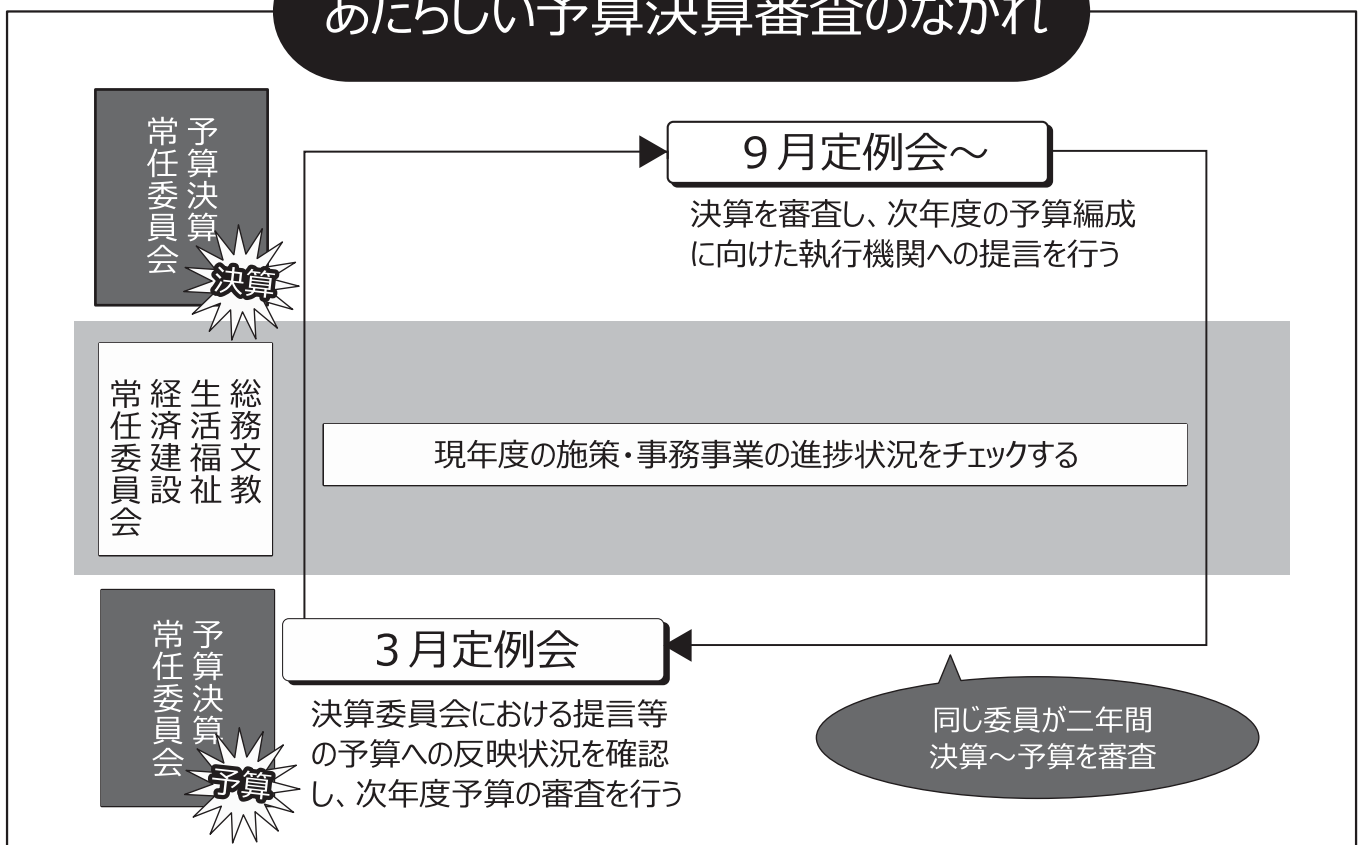 あたらしい予算決算審査のながれ
予算決算
常任委員会
決算
9月定例会～
決算を審査し、次年度の予算編成
に向けた執行機関への提言を行う
総務文教
生活福祉
経済建設
常任委員会
現年度の施策・事務事業の進捗状況をチェックする
予算決算
常任委員会
予算
3月定例会
決算委員会における提言等
の予算への反映状況を確認
し、次年度予算の審査を行う
同じ委員が二年間
決算～予算を審査